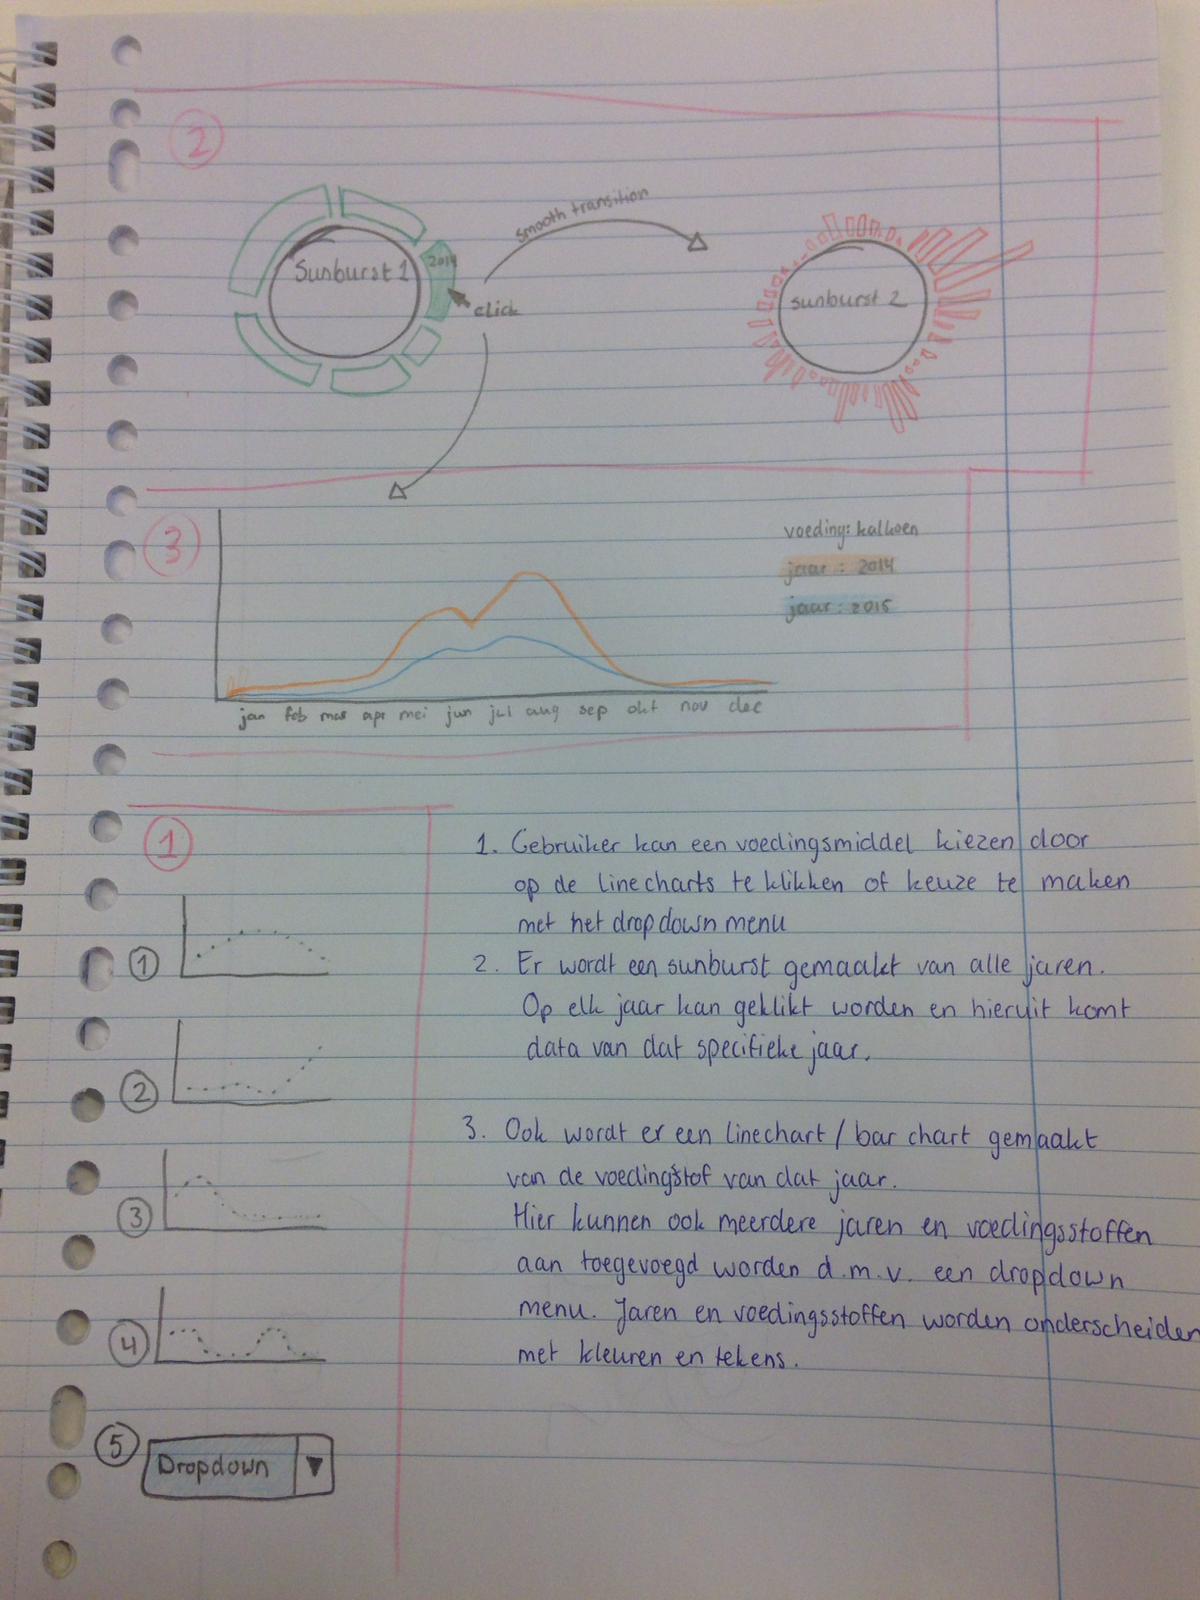 2
smooth transition
Sunburst 1
2014
click
sunburst 2
3
voeding: kalkoen
jaar : 2014
jaar : 2015
jan feb mar apr mei jun jul aug sep okt nov dec
1
1
2
3
4
5
Dropdown
1. Gebruiker kan een voedingsmiddel kiezen door
op de linecharts te klikken of keuze te maken
met het dropdown menu
2. Er wordt een sunburst gemaakt van alle jaren.
Op elk jaar kan geklikt worden en hieruit komt
data van dat specifieke jaar.
3. Ook wordt er een linechart / bar chart gemaakt
van de voedingstof van dat jaar.
Hier kunnen ook meerdere jaren en voedingsstoffen
aan toegevoegd worden d.m.v. een dropdown
menu. Jaren en voedingsstoffen worden onderscheiden
met kleuren en tekens.